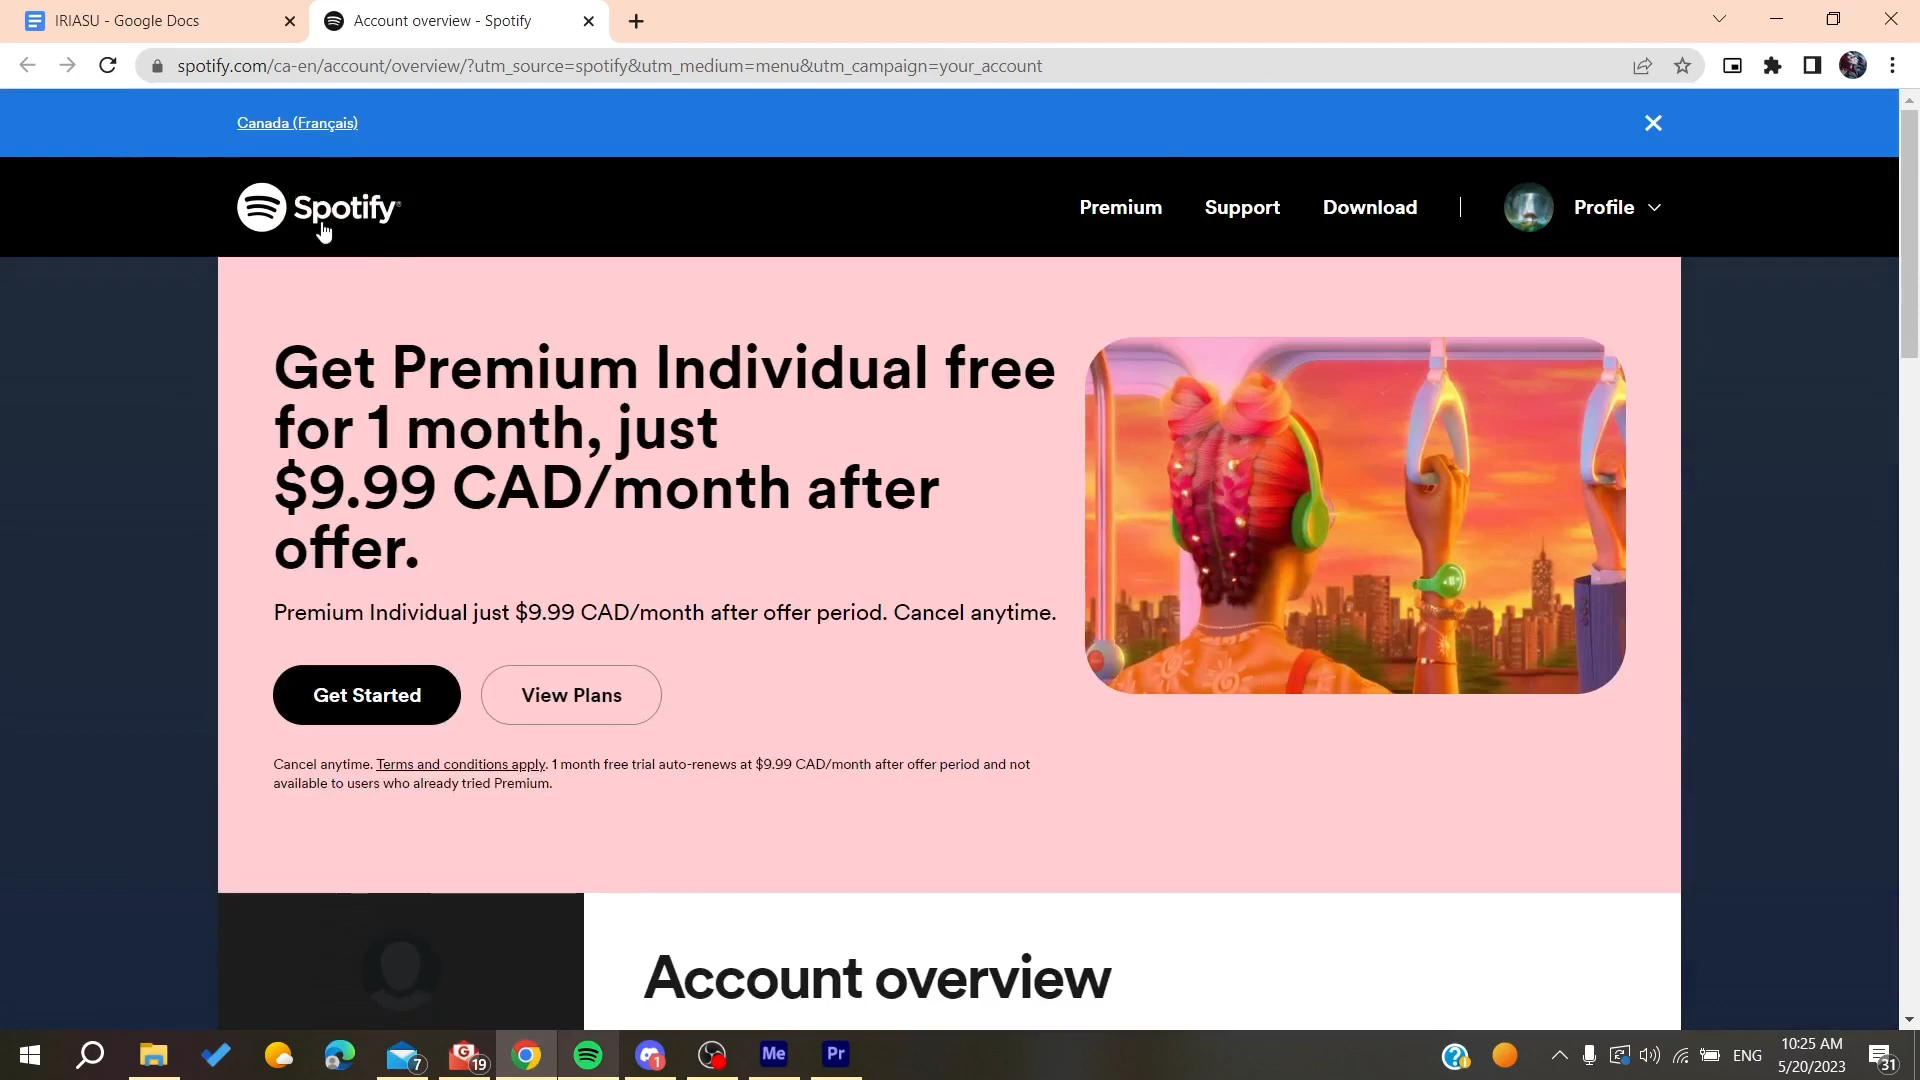 IRIASU - Google Docs
Account overview - Spotify
spotify.com/ca-en/account/overview/?utm_source=spotify&utm_medium=menu&utm_campaign=your_account
Canada (Français)
Spotify®
Premium
Support
Download
Profile
Get Premium Individual free
for 1 month, just
$9.99 CAD/month after
offer.
Premium Individual just $9.99 CAD/month after offer period. Cancel anytime.
Get Started
View Plans
Cancel anytime. Terms and conditions apply. 1 month free trial auto-renews at $9.99 CAD/month after offer period and not
available to users who already tried Premium.
Account overview
7
G
19
1
Me
Pr
ENG
10:25 AM
5/20/2023
31